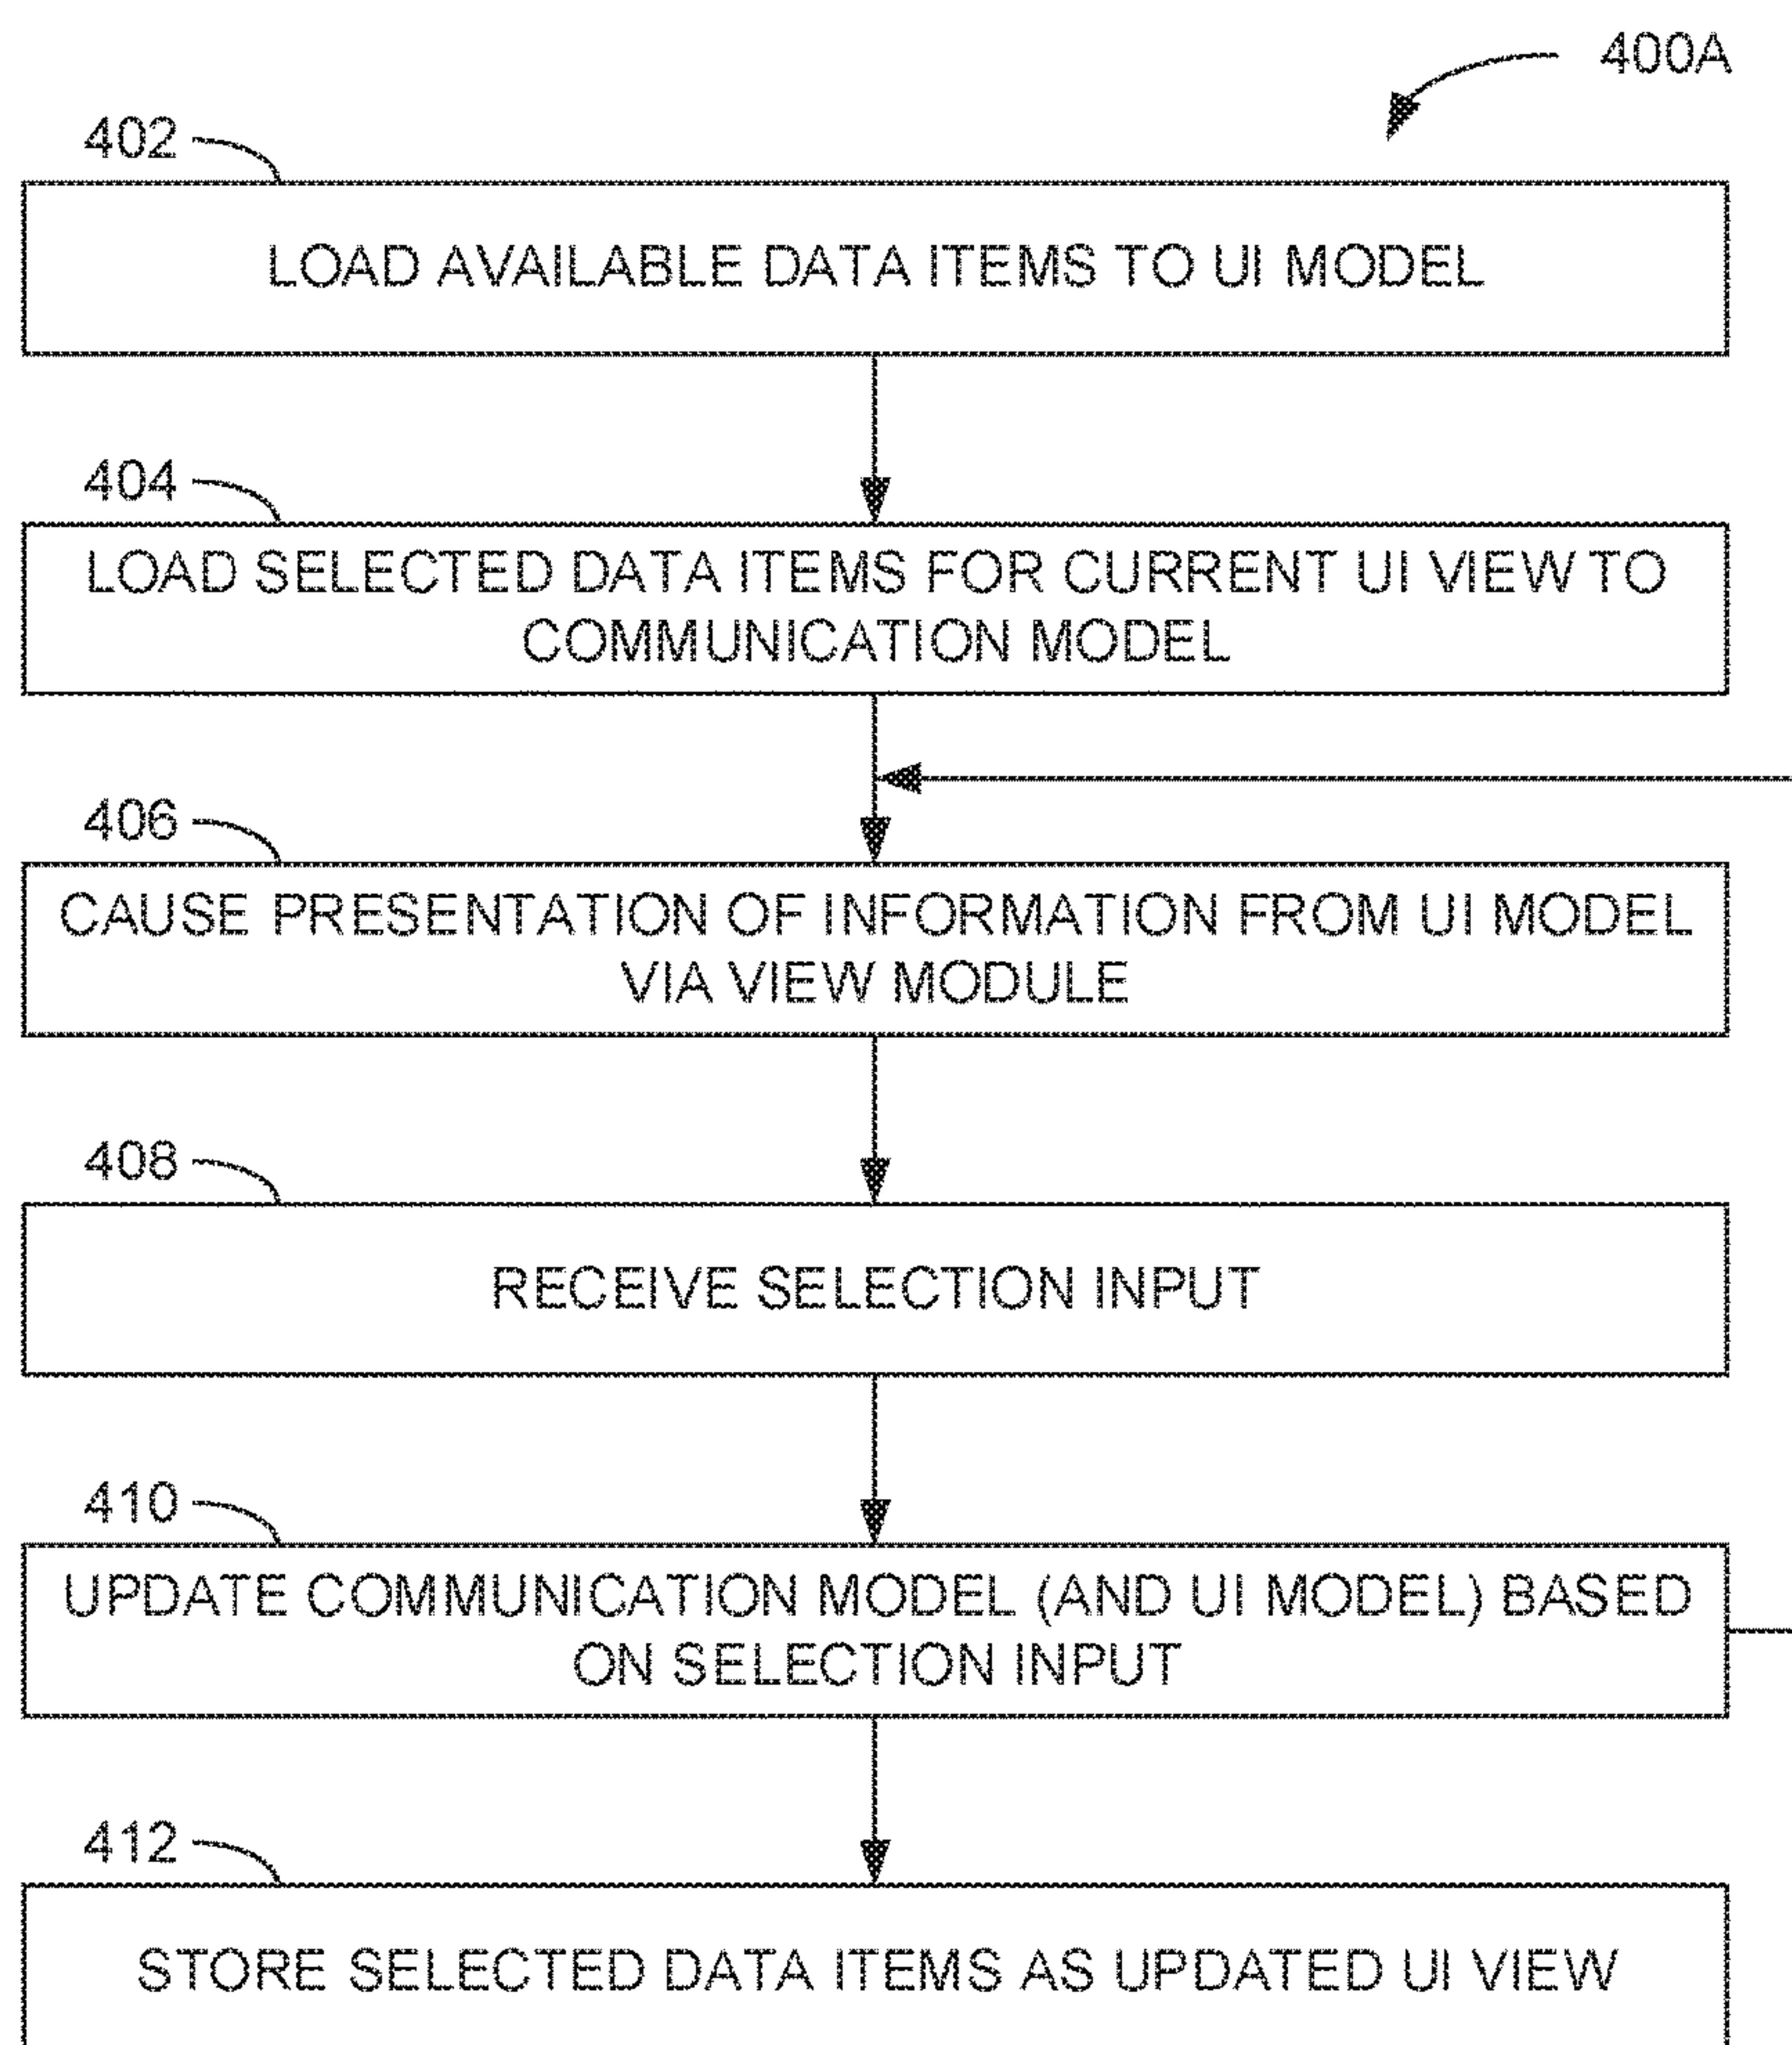 400A
402
LOAD AVAILABLE DATA ITEMS TO UI MODEL
404
LOAD SELECTED DATA ITEMS FOR CURRENT UI VIEW TO
COMMUNICATION MODEL
406
CAUSE PRESENTATION OF INFORMATION FROM UI MODEL
VIA VIEW MODULE
408
RECEIVE SELECTION INPUT
410
UPDATE COMMUNICATION MODEL (AND UI MODEL) BASED
ON SELECTION INPUT
412
STORE SELECTED DATA ITEMS AS UPDATED UI VIEW